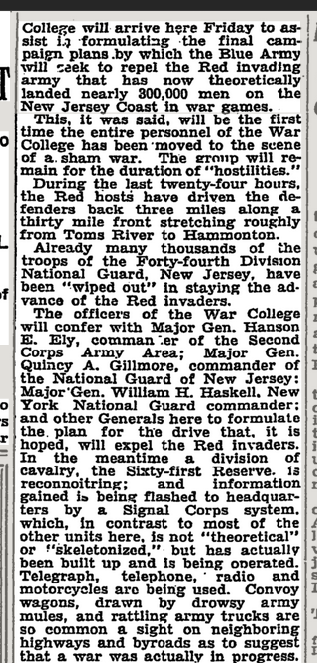 College will arrive here Friday to as-
sist in formulating the final cam-
paign plans by which the Blue Army
will seek to repel the Red invading
army that has now theoretically
landed nearly 300,000 men on the
New Jersey Coast in war games.
This, it was said, will be the first
time the entire personnel of the War
College has been moved to the scene
of a sham war. The group will re-
main for the duration of "hostilities."
During the last twenty-four hours,
the Red hosts have driven the de-
fenders back three miles along a
thirty mile front stretching roughly
from Toms River to Hammonton.
Already many thousands of the
troops of the Forty-fourth Division
National Guard, New Jersey, have
been "wiped out" in staying the ad-
vance of the Red invaders.
The officers of the War College
will confer with Major Gen. Hanson
E. Ely, commander of the Second
Corps Army Area; Major Gen.
Quincy A. Gillmore, commander of
the National Guard of New Jersey;
Major Gen. William H. Haskell, New
York National Guard commander;
and other Generals here to formulate
the plan for the drive that, it is
hoped, will expel the Red invaders.
In the meantime a division of
cavalry, the Sixty-first Reserve, is
reconnoitring; and information
gained is being flashed to headquar-
ters by a Signal Corps system,
which, in contrast to most of the
other units here, is not "theoretical"
or "skeletonized," but has actually
been built up and is being operated.
Telegraph, telephone, radio and
motorcycles are being used. Convoy
wagons, drawn by drowsy army
mules, and rattling army trucks are
so common a sight on neighboring
highways and byroads as to suggest
that a war was actually in progress.